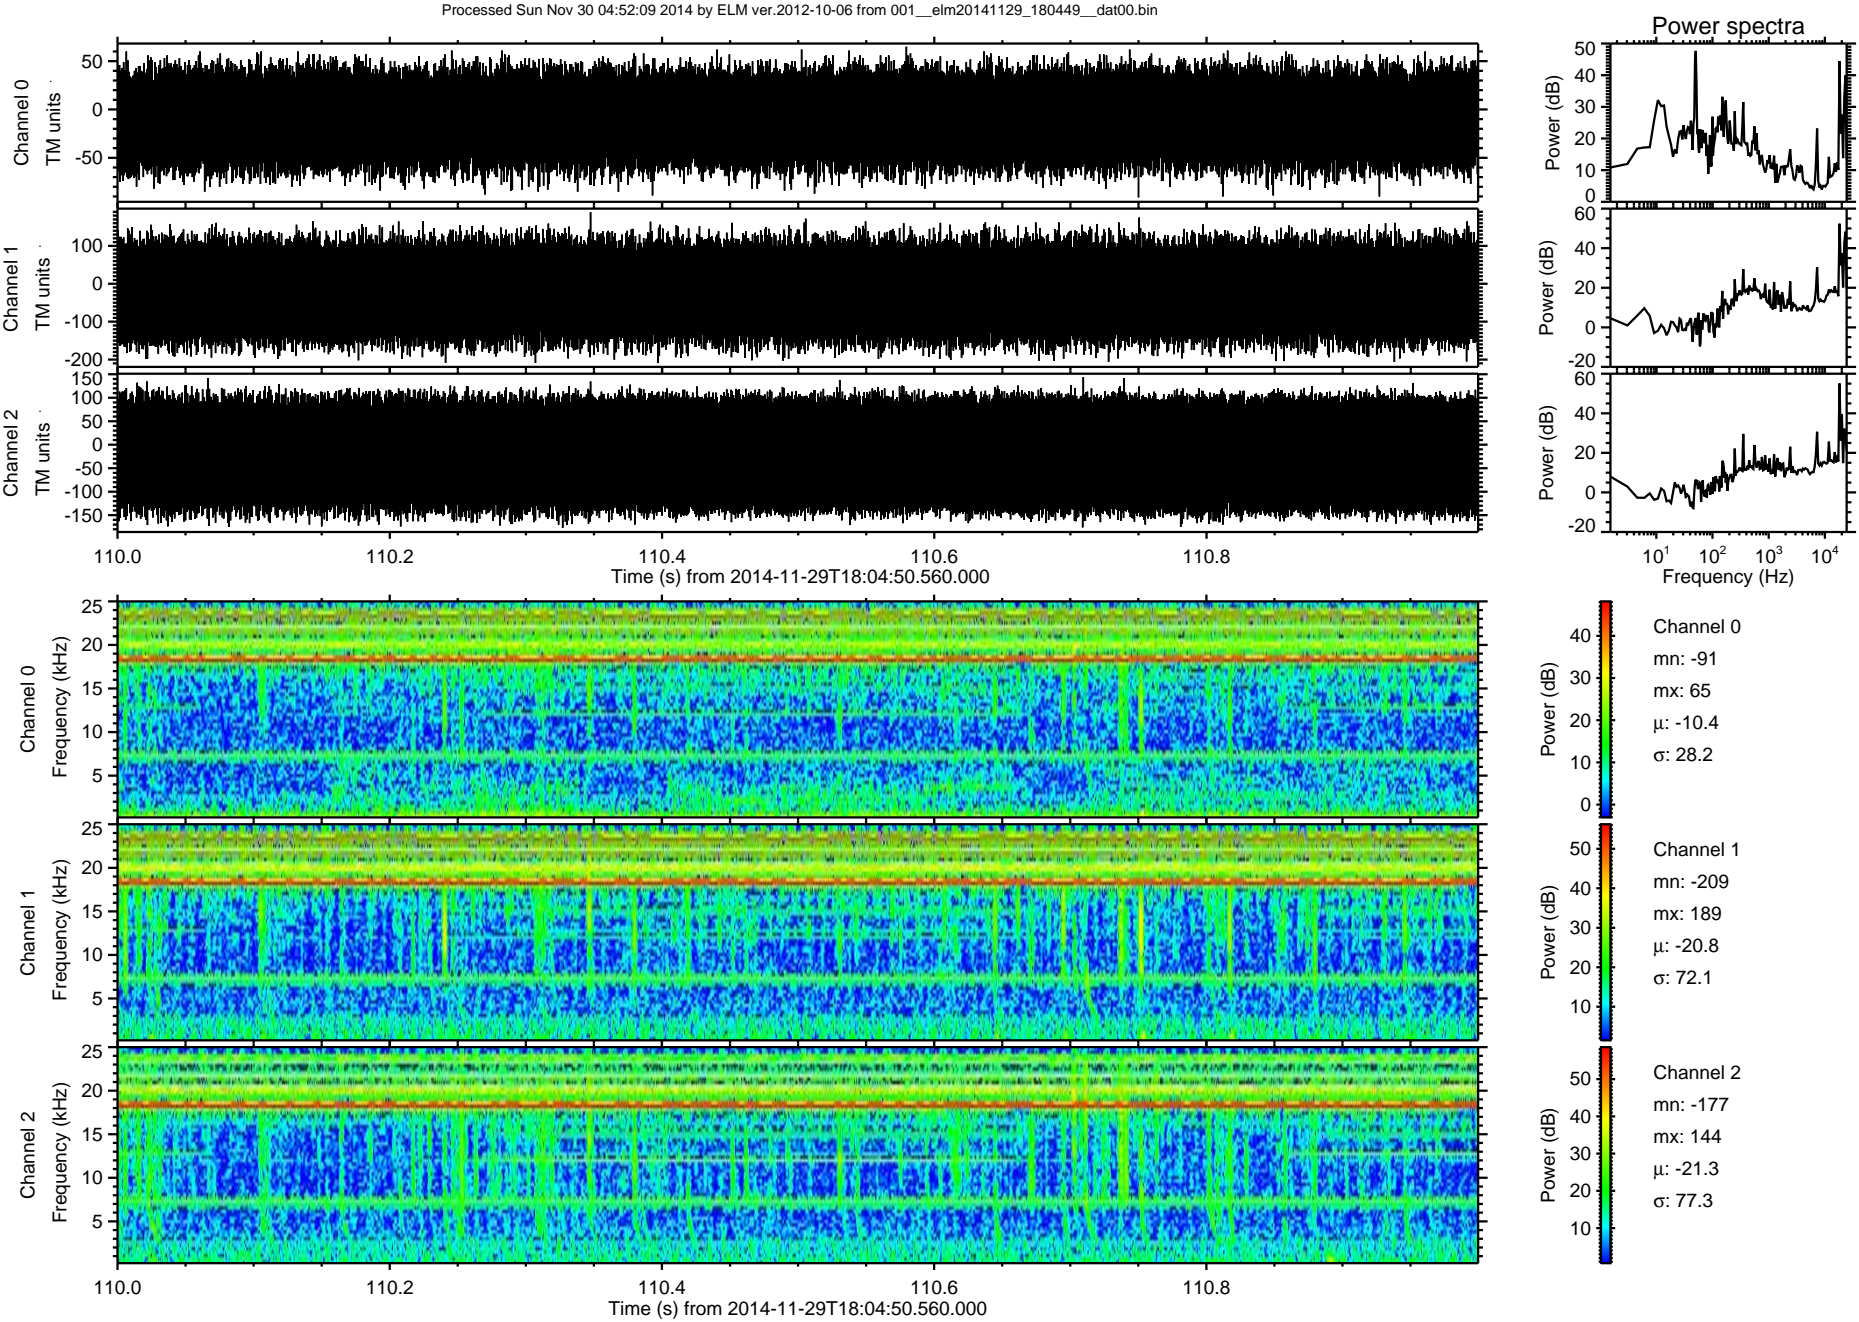 Processed Sun Nov 30 04:52:09 2014 by ELM ver.2012-10-06 from 001__elm20141129_180449__dat00.bin
Power spectra
Channel 0
TM units
50
0
-50
Power (dB)
50
40
30
20
10
0
Channel 1
TM units
100
0
-100
-200
Power (dB)
60
40
20
0
-20
Channel 2
TM units
150
100
50
0
-50
-100
-150
Power (dB)
60
40
20
0
-20
110.0 110.2 110.4 110.6 110.8
Time (s) from 2014-11-29T18:04:50.560.000
10¹ 10² 10³ 10⁴
Frequency (Hz)
Channel 0
Frequency (kHz)
25
20
15
10
5
Power (dB)
40
30
20
10
0
Channel 0
mn: -91
mx: 65
μ: -10.4
σ: 28.2
Channel 1
Frequency (kHz)
25
20
15
10
5
Power (dB)
50
40
30
20
10
Channel 1
mn: -209
mx: 189
μ: -20.8
σ: 72.1
Channel 2
Frequency (kHz)
25
20
15
10
5
Power (dB)
50
40
30
20
10
Channel 2
mn: -177
mx: 144
μ: -21.3
σ: 77.3
110.0 110.2 110.4 110.6 110.8
Time (s) from 2014-11-29T18:04:50.560.000